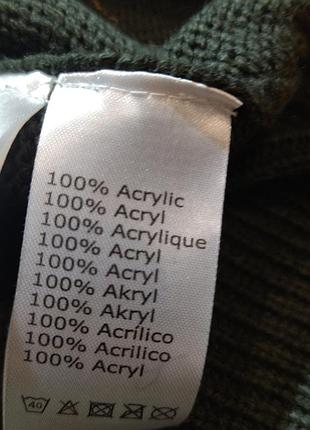 100% Acrylic
100% Acryl
100% Acrylique
100% Acryl
100% Acryl
100% Akryl
100% Akryl
100% Acrílico
100% Acrilico
100% Acryl
40